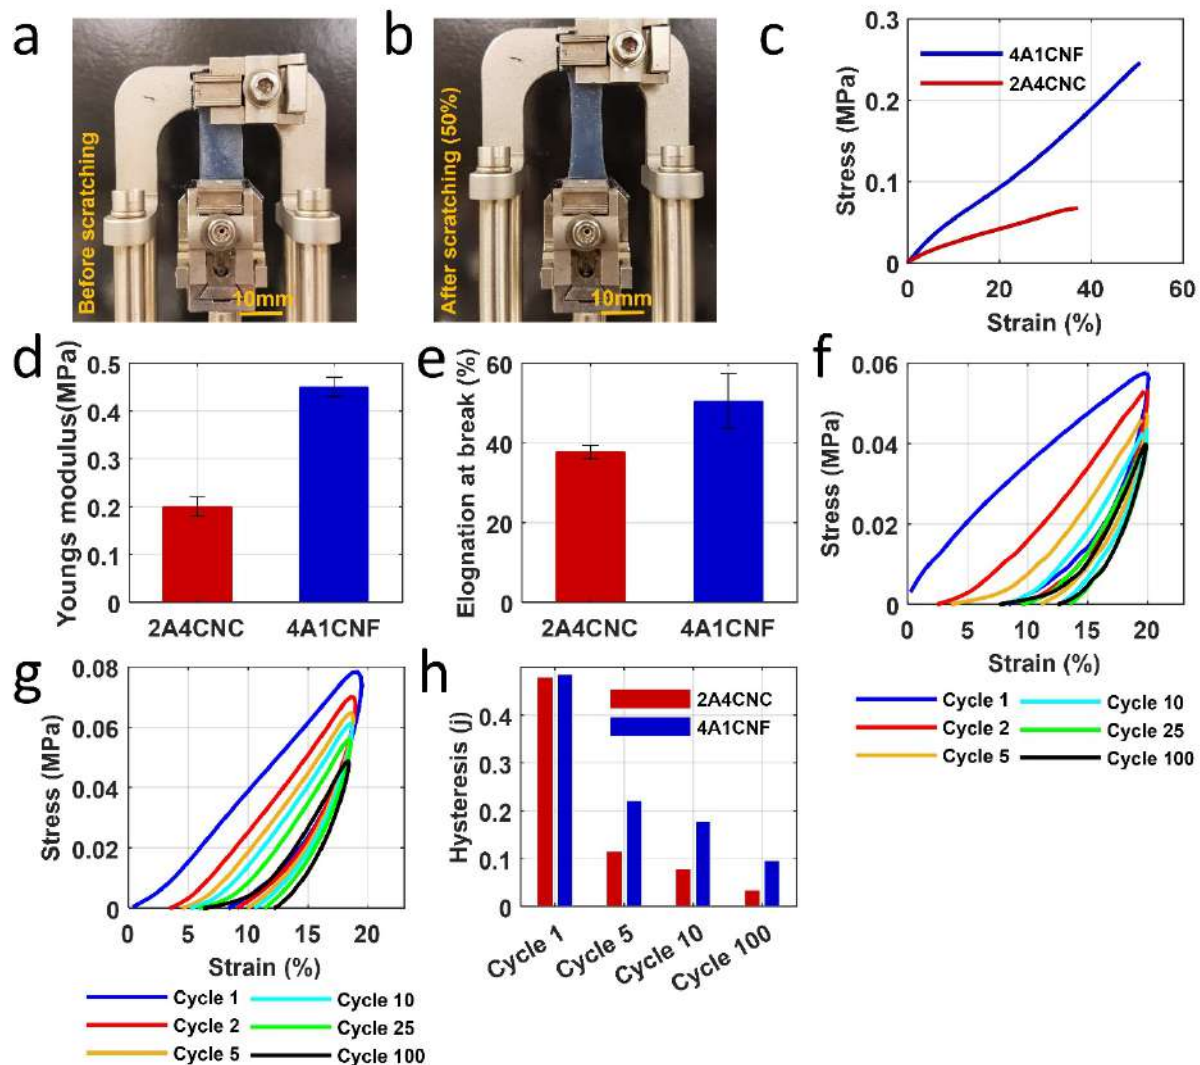 a
Before scratching
10mm
b
After scratching (50%)
10mm
c
Stress (MPa)
0.3
0.2
0.1
0
4A1CNF
2A4CNC
0 20 40 60
Strain (%)
d
Youngs modulus(MPa)
0.5
0.4
0.3
0.2
0.1
0
2A4CNC 4A1CNF
e
Elognation at break (%)
60
40
20
0
2A4CNC 4A1CNF
f
Stress (MPa)
0.06
0.04
0.02
0
0 5 10 15 20
Strain (%)
Cycle 1 Cycle 10
Cycle 2 Cycle 25
Cycle 5 Cycle 100
g
Stress (MPa)
0.08
0.06
0.04
0.02
0
0 5 10 15 20
Strain (%)
Cycle 1 Cycle 10
Cycle 2 Cycle 25
Cycle 5 Cycle 100
h
Hysteresis (j)
0.4
0.3
0.2
0.1
0
2A4CNC
4A1CNF
Cycle 1 Cycle 5 Cycle 10 Cycle 100